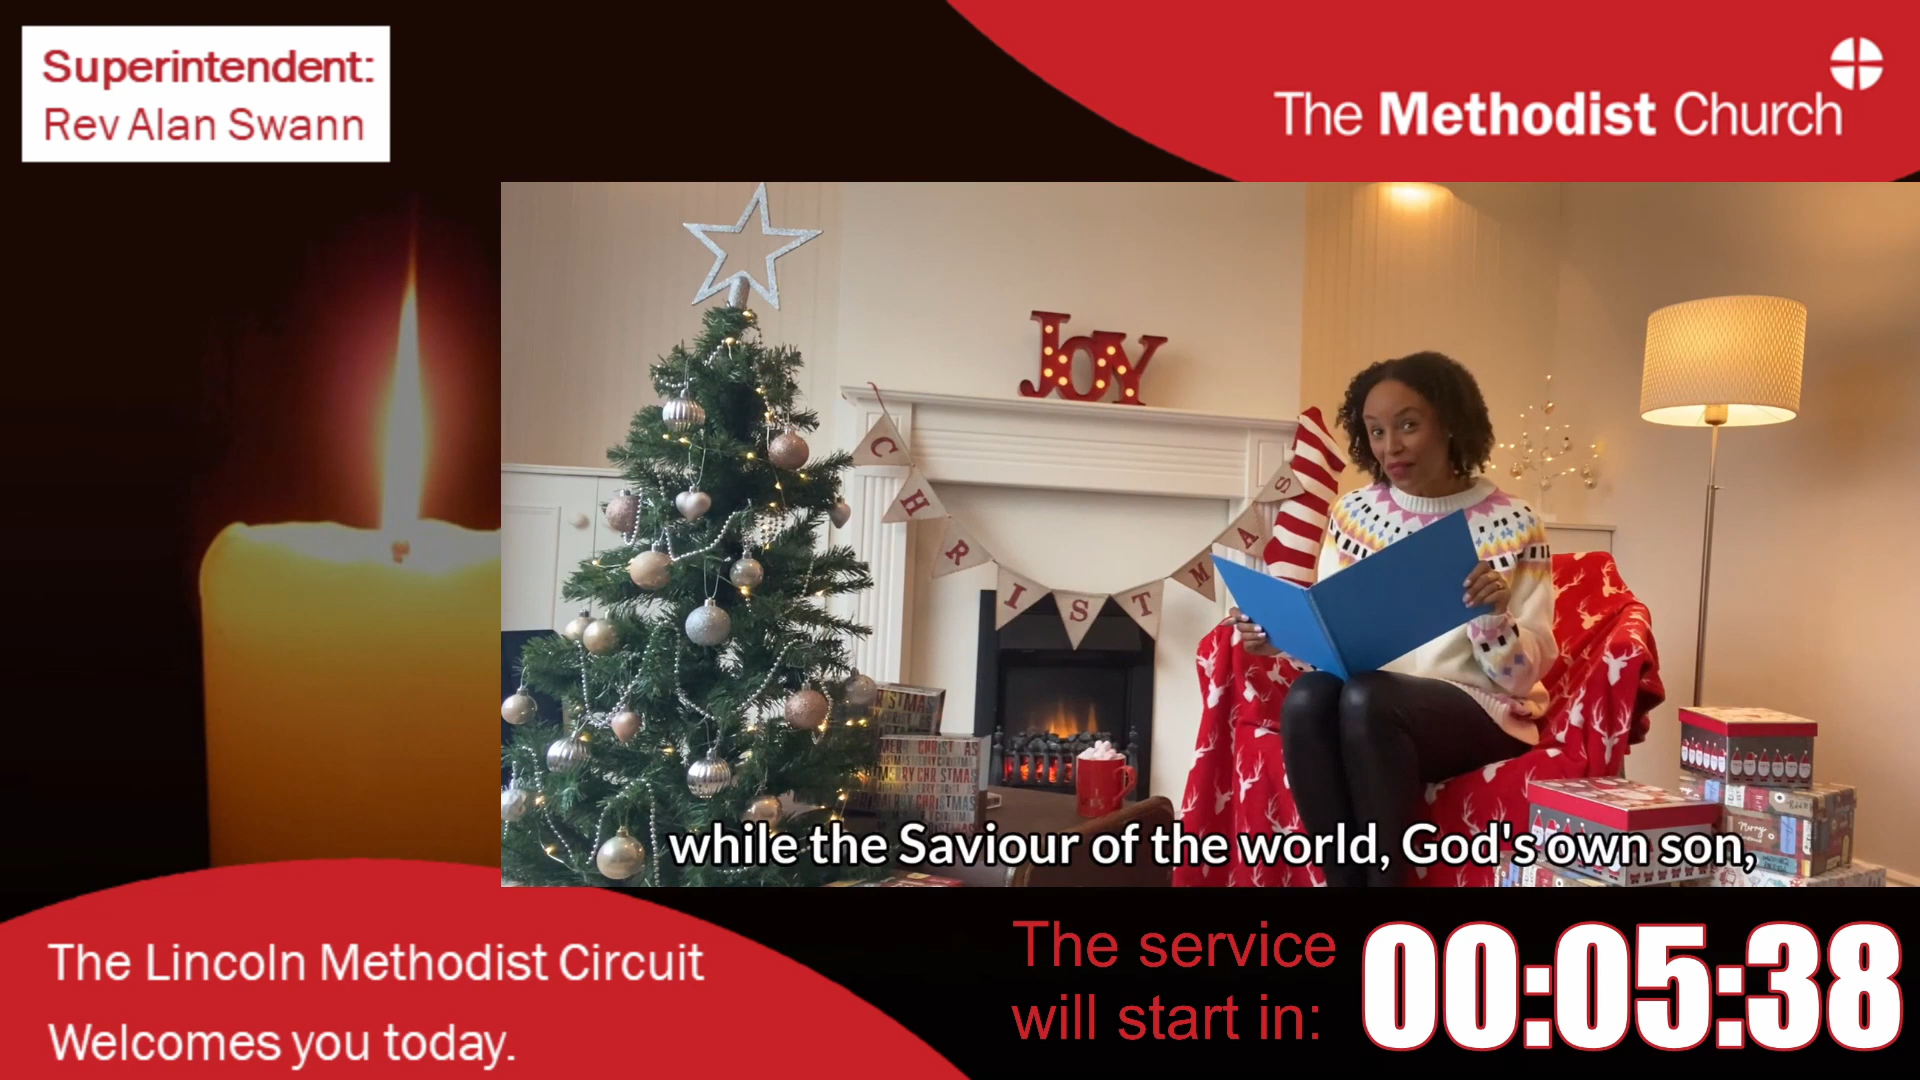 Superintendent:
Rev Alan Swann
The Methodist Church
JOY
CHRISTMAS
while the Saviour of the world, God's own son,
The Lincoln Methodist Circuit
Welcomes you today.
The service
will start in:
00:05:38